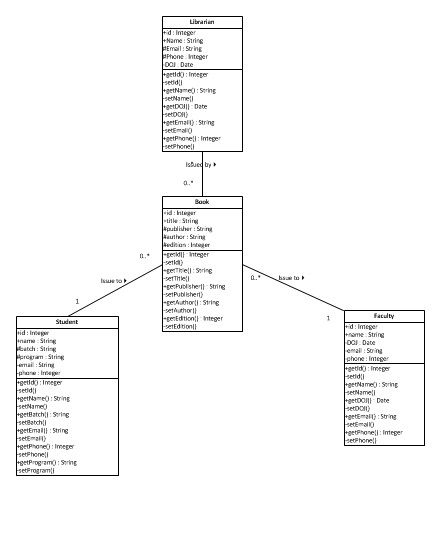 Librarian
+id : Integer
+Name : String
#Email : String
#Phone : Integer
-DOJ : Date
+getId() : Integer
-setId()
+getName() : String
-setName()
+getDOJ() : Date
-setDOJ()
+getEmail() : String
-setEmail()
+getPhone() : Integer
-setPhone()
Issued by
0..*
Book
+id : Integer
+title : String
#publisher : String
#author : String
#edition : Integer
+getId() : Integer
-setId()
+getTitle() : String
-setTitle()
+getPublisher() : String
-setPublisher()
+getAuthor() : String
-setAuthor()
+getEdition() : Integer
-setEdition()
0..*
Issue to
1
0..*
Issue to
1
Student
+id : Integer
+name : String
#batch : String
#program : String
-email : String
-phone : Integer
+getId() : Integer
-setId()
+getName() : String
-setName()
+getBatch() : String
-setBatch()
+getEmail() : String
-setEmail()
+getPhone() : Integer
-setPhone()
+getProgram() : String
-setProgram()
Faculty
+id : Integer
+name : String
-DOJ : Date
-email : String
-phone : Integer
+getId() : Integer
-setId()
+getName() : String
-setName()
+getDOJ() : Date
-setDOJ()
+getEmail() : String
-setEmail()
+getPhone() : Integer
-setPhone()